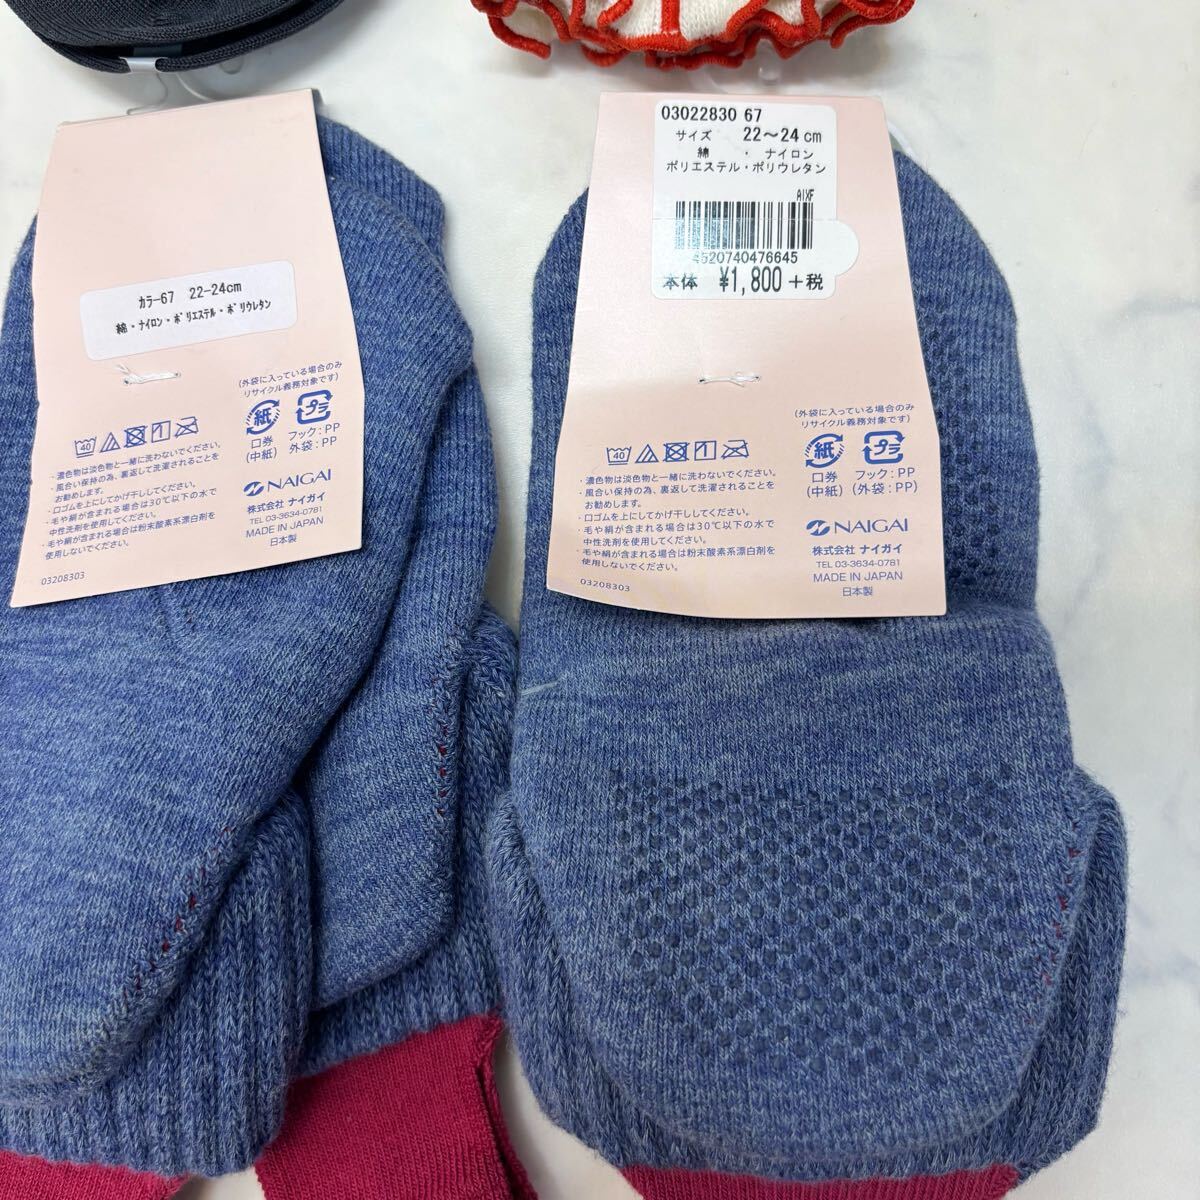 カラー67 22-24cm
綿・ナイロン・ポリエステル・ポリウレタン
(外袋に入っている場合のみ
リサイクル義務対象です)
40
紙
プラ
口券
(中紙)
フック:PP
外袋:PP
・濃色物は淡色物と一緒に洗わないでください。
・風合い保持の為、裏返して洗濯されることを
お勧めします。
・口ゴムを上にしてかげ干ししてください。
・毛や絹が含まれる場合は30℃以下の水で
中性洗剤を使用してください。
・毛や絹が含まれる場合は粉末酸素系漂白剤を
使用しないでください。
NAIGAI
株式会社 ナイガイ
TEL 03-3634-0781
MADE IN JAPAN
日本製
03208303
03022830 67
サイズ 22～24cm
綿 ・ ナイロン
ポリエステル・ポリウレタン
AIXF
4520740476645
本体 ¥1,800+税
(外袋に入っている場合のみ
リサイクル義務対象です)
40
紙
プラ
口券
(中紙)
フック:PP
(外袋:PP)
・濃色物は淡色物と一緒に洗わないでください。
・風合い保持の為、裏返して洗濯されることを
お勧めします。
・口ゴムを上にしてかげ干ししてください。
・毛や絹が含まれる場合は30℃以下の水で
中性洗剤を使用してください。
・毛や絹が含まれる場合は粉末酸素系漂白剤を
使用しないでください。
NAIGAI
株式会社 ナイガイ
TEL 03-3634-0781
MADE IN JAPAN
日本製
03208303